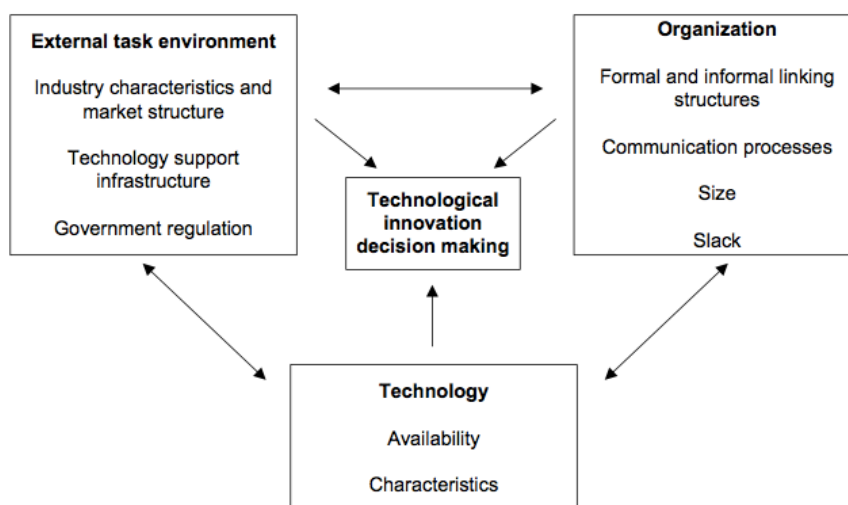 External task environment
Industry characteristics and
market structure
Technology support
infrastructure
Government regulation
Organization
Formal and informal linking
structures
Communication processes
Size
Slack
Technological
innovation
decision making
Technology
Availability
Characteristics